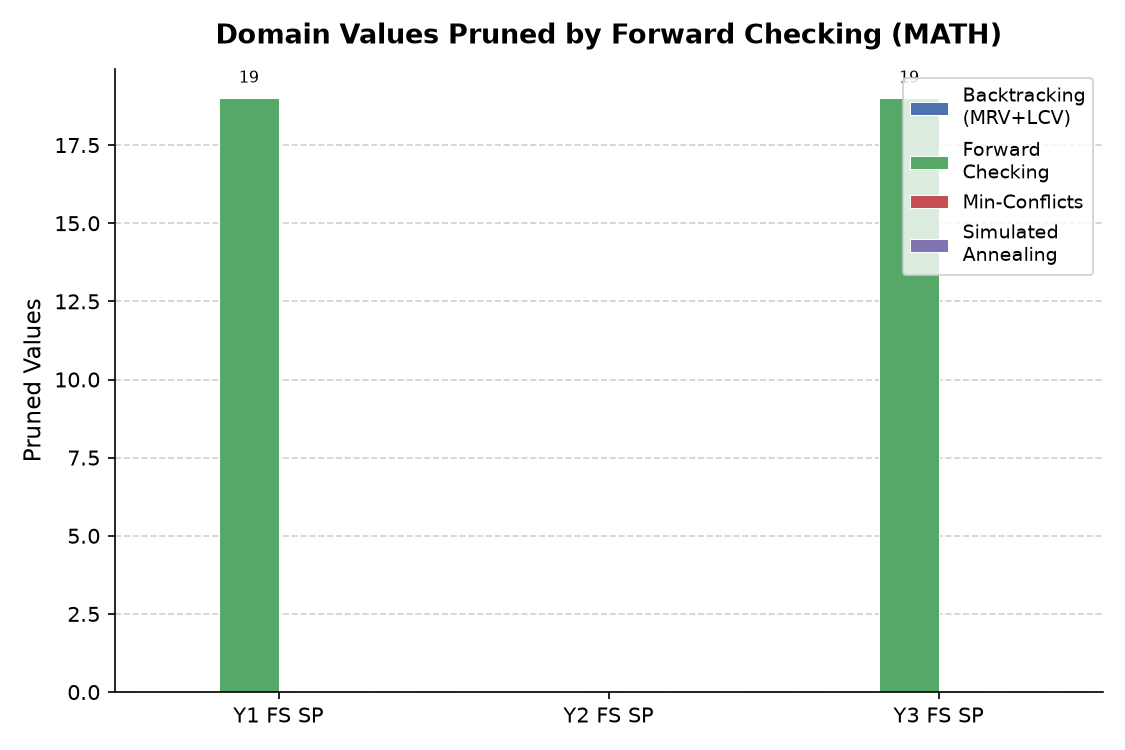 Domain Values Pruned by Forward Checking (MATH)
19
19
Backtracking
(MRV+LCV)
Forward
Checking
Min-Conflicts
Simulated
Annealing
Pruned Values
17.5
15.0
12.5
10.0
7.5
5.0
2.5
0.0
Y1 FS SP
Y2 FS SP
Y3 FS SP